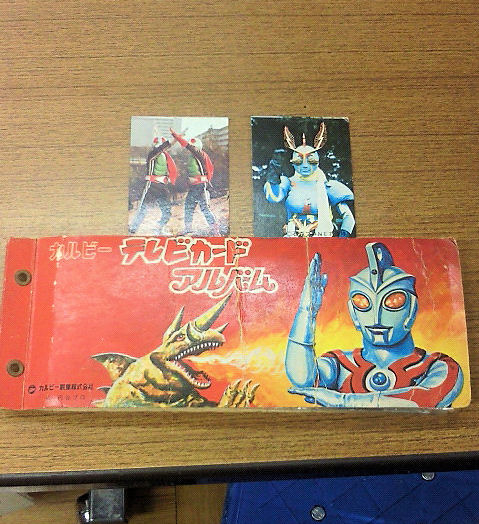 カルビー テレビカード
アルバム
カルビー製菓株式会社